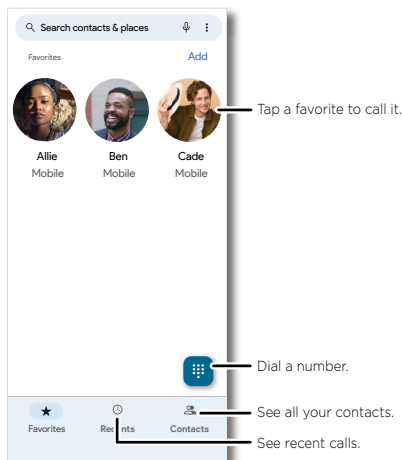 Search contacts & places
Favorites
Add
Tap a favorite to call it.
Allie
Ben
Cade
Mobile
Mobile
Mobile
Dial a number.
See all your contacts.
Favorites
Recents
Contacts
See recent calls.